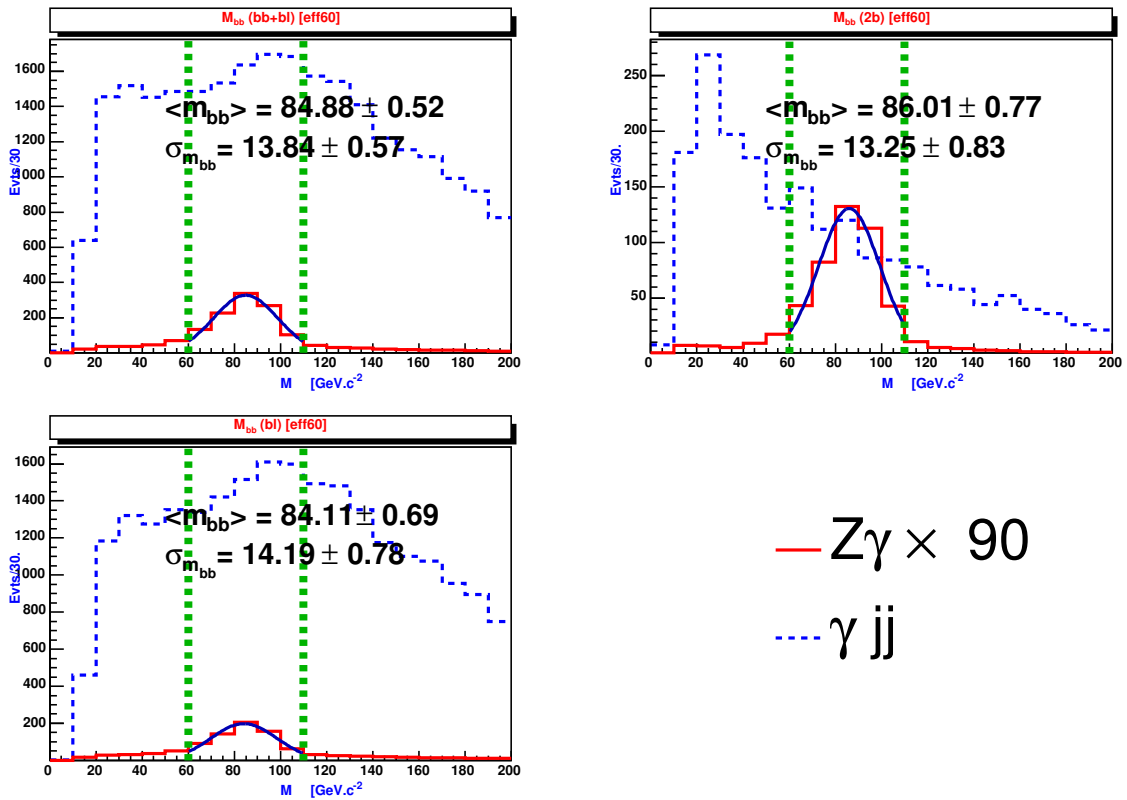 M_bb (bb+bl) [eff60]
Evts/30.
1600
1400
1200
1000
800
600
400
200
<m_bb> = 84.88 ± 0.52
σ_m_bb = 13.84 ± 0.57
0 20 40 60 80 100 120 140 160 180 200
M [GeV.c⁻²
M_bb (2b) [eff60]
Evts/30.
250
200
150
100
50
<m_bb> = 86.01 ± 0.77
σ_m_bb = 13.25 ± 0.83
0 20 40 60 80 100 120 140 160 180 200
M [GeV.c⁻²
M_bb (bl) [eff60]
Evts/30.
1600
1400
1200
1000
800
600
400
200
<m_bb> = 84.11 ± 0.69
σ_m_bb = 14.19 ± 0.78
0 20 40 60 80 100 120 140 160 180 200
M [GeV.c⁻²
Zγ × 90
γ jj